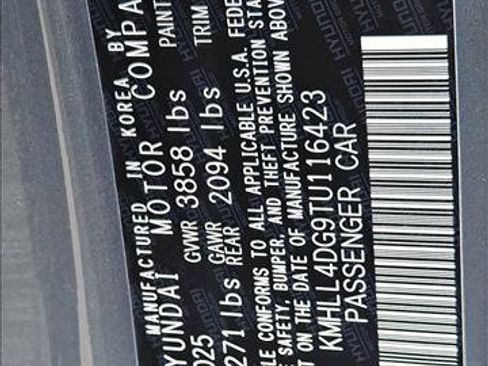 MANUFACTURED IN KOREA BY
YUNDAI MOTOR COMPA
025 GVWR 3858 lbs PAINT
271 lbs GAWR REAR 2094 lbs TRIM
LE CONFORMS TO ALL APPLICABLE U.S.A. FEDE
E SAFETY, BUMPER, AND THEFT PREVENTION STA
T ON THE DATE OF MANUFACTURE SHOWN ABOV
KMHLL4DG9TU116423
PASSENGER CAR